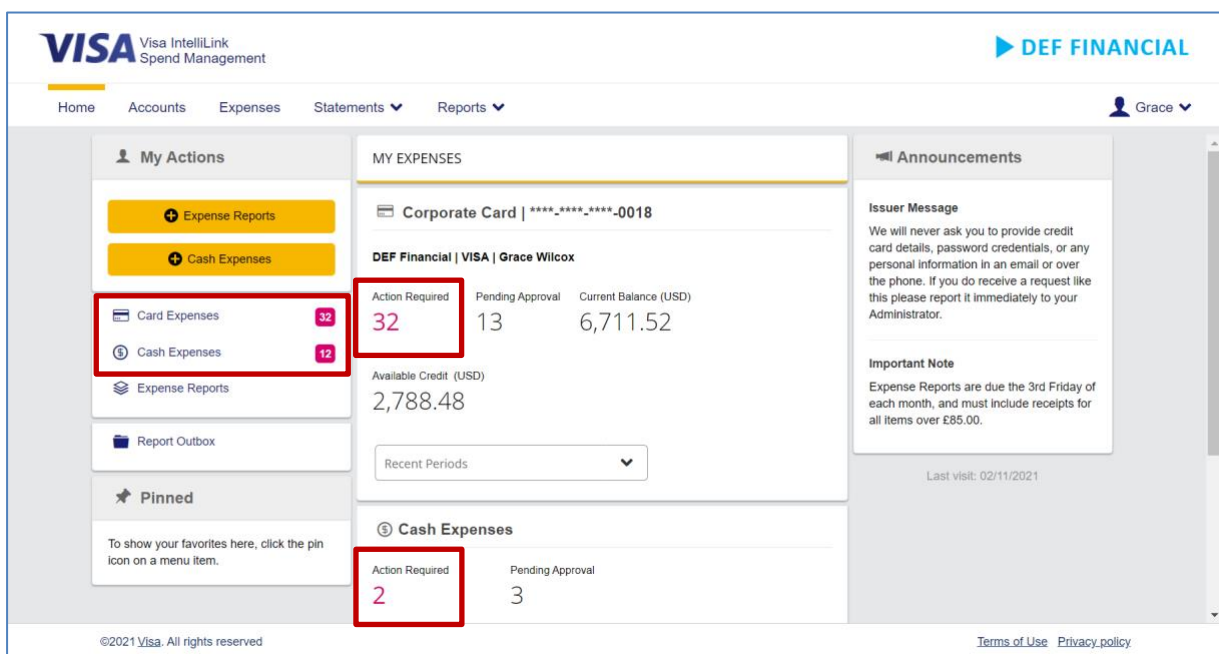 VISA Visa IntelliLink
Spend Management
DEF FINANCIAL
Home Accounts Expenses Statements Reports Grace
My Actions
Expense Reports
Cash Expenses
Card Expenses 32
Cash Expenses 12
Expense Reports
Report Outbox
Pinned
To show your favorites here, click the pin
icon on a menu item.
MY EXPENSES
Corporate Card | ****-****-****-0018
DEF Financial | VISA | Grace Wilcox
Action Required Pending Approval Current Balance (USD)
32 13 6,711.52
Available Credit (USD)
2,788.48
Recent Periods
Cash Expenses
Action Required Pending Approval
2 3
Announcements
Issuer Message
We will never ask you to provide credit
card details, password credentials, or any
personal information in an email or over
the phone. If you do receive a request like
this please report it immediately to your
Administrator.
Important Note
Expense Reports are due the 3rd Friday of
each month, and must include receipts for
all items over £85.00.
Last visit: 02/11/2021
©2021 Visa. All rights reserved
Terms of Use Privacy policy